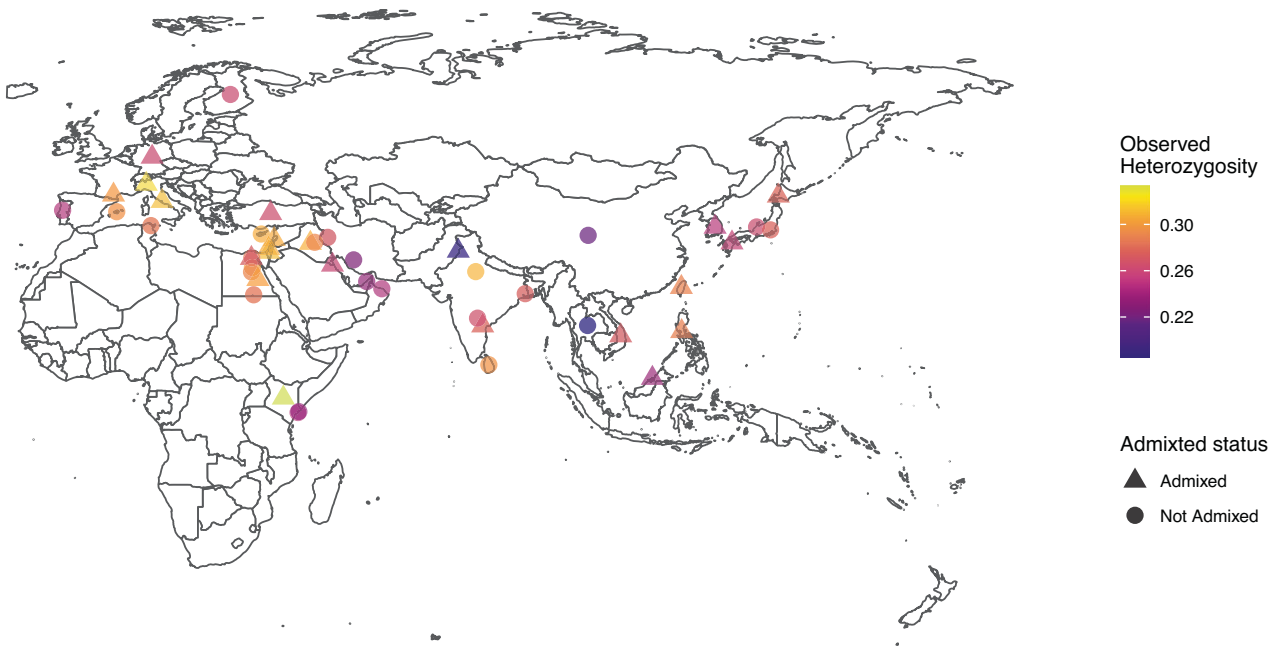 Observed
Heterozygosity
0.30
0.26
0.22
Admixted status
Admixed
Not Admixed